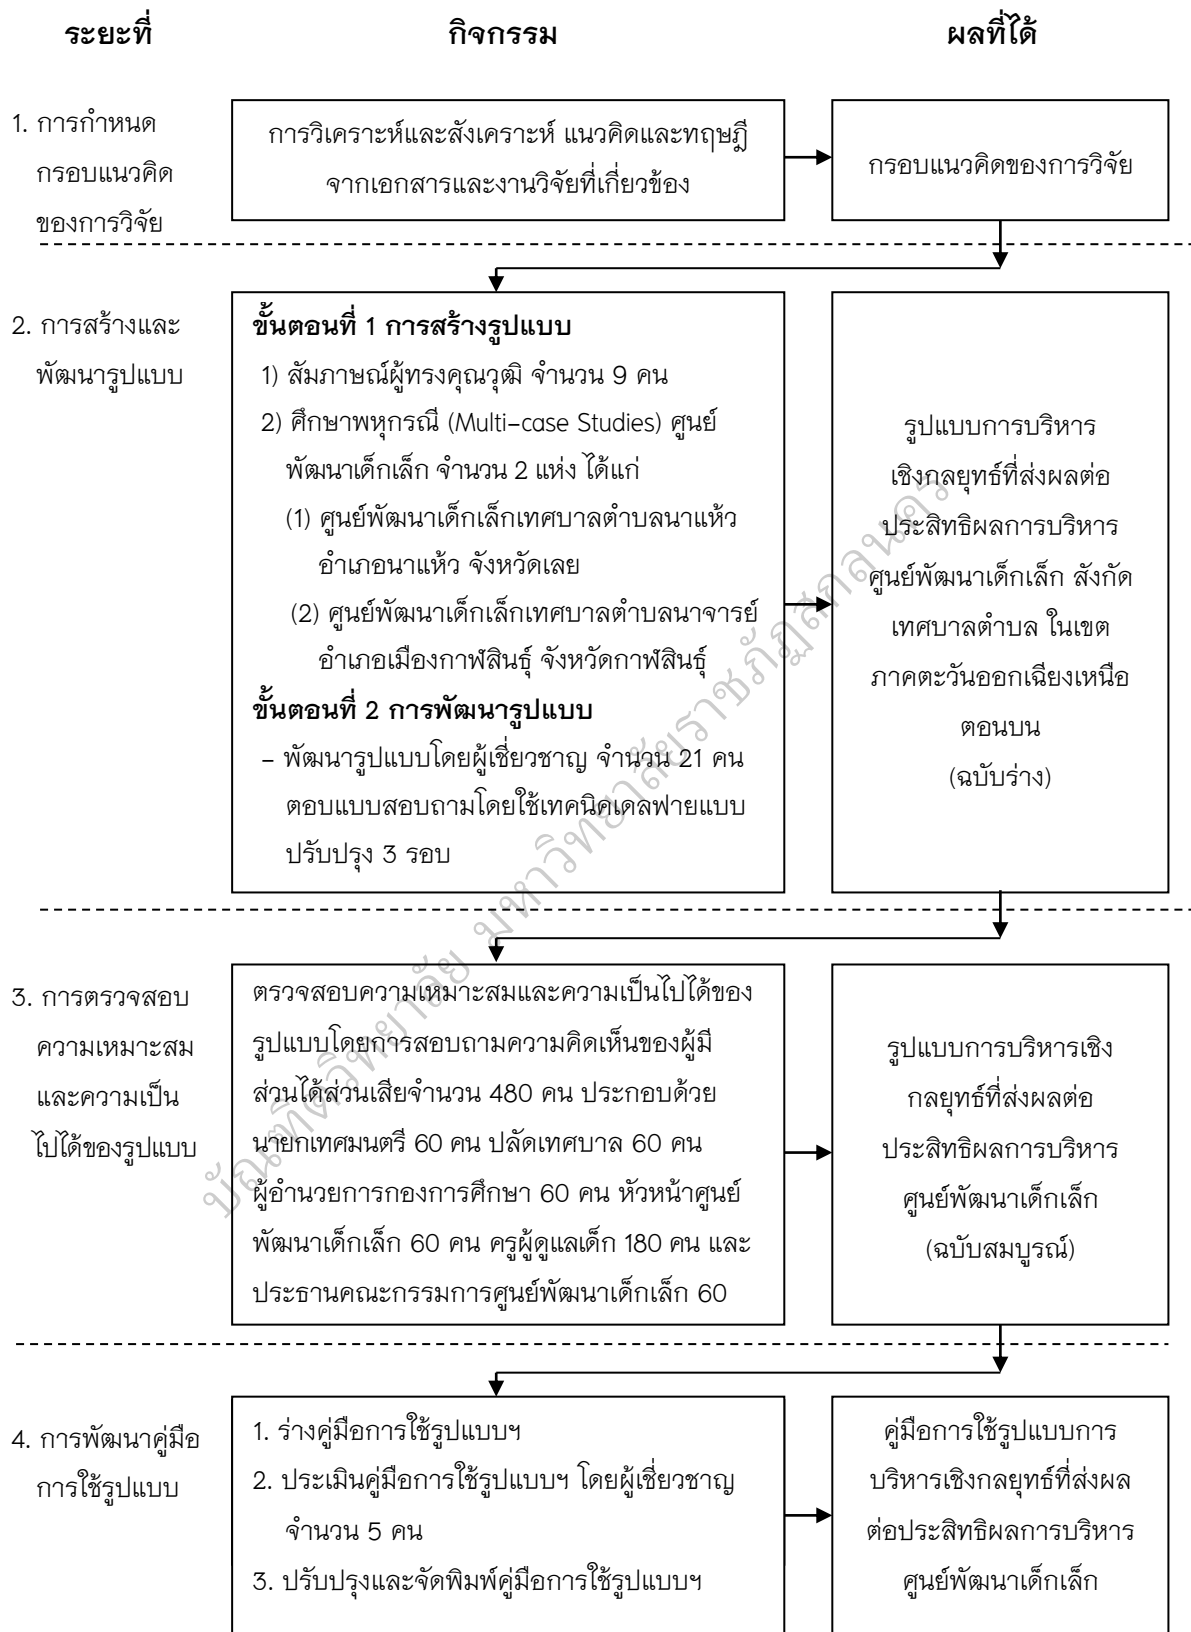 ระยะที่ กิจกรรม ผลที่ได้
1. การกำหนด
กรอบแนวคิด
ของการวิจัย
การวิเคราะห์และสังเคราะห์ แนวคิดและทฤษฎี
จากเอกสารและงานวิจัยที่เกี่ยวข้อง
กรอบแนวคิดของการวิจัย
2. การสร้างและ
พัฒนารูปแบบ
ขั้นตอนที่ 1 การสร้างรูปแบบ
1) สัมภาษณ์ผู้ทรงคุณวุฒิ จำนวน 9 คน
2) ศึกษาพหุกรณี (Multi–case Studies) ศูนย์
พัฒนาเด็กเล็ก จำนวน 2 แห่ง ได้แก่
(1) ศูนย์พัฒนาเด็กเล็กเทศบาลตำบลนาแห้ว
อำเภอนาแห้ว จังหวัดเลย
(2) ศูนย์พัฒนาเด็กเล็กเทศบาลตำบลนาจารย์
อำเภอเมืองกาฬสินธุ์ จังหวัดกาฬสินธุ์
ขั้นตอนที่ 2 การพัฒนารูปแบบ
– พัฒนารูปแบบโดยผู้เชี่ยวชาญ จำนวน 21 คน
ตอบแบบสอบถามโดยใช้เทคนิคเดลฟายแบบ
ปรับปรุง 3 รอบ
รูปแบบการบริหาร
เชิงกลยุทธ์ที่ส่งผลต่อ
ประสิทธิผลการบริหาร
ศูนย์พัฒนาเด็กเล็ก สังกัด
เทศบาลตำบล ในเขต
ภาคตะวันออกเฉียงเหนือ
ตอนบน
(ฉบับร่าง)
3. การตรวจสอบ
ความเหมาะสม
และความเป็น
ไปได้ของรูปแบบ
ตรวจสอบความเหมาะสมและความเป็นไปได้ของ
รูปแบบโดยการสอบถามความคิดเห็นของผู้มี
ส่วนได้ส่วนเสียจำนวน 480 คน ประกอบด้วย
นายกเทศมนตรี 60 คน ปลัดเทศบาล 60 คน
ผู้อำนวยการกองการศึกษา 60 คน หัวหน้าศูนย์
พัฒนาเด็กเล็ก 60 คน ครูผู้ดูแลเด็ก 180 คน และ
ประธานคณะกรรมการศูนย์พัฒนาเด็กเล็ก 60
รูปแบบการบริหารเชิง
กลยุทธ์ที่ส่งผลต่อ
ประสิทธิผลการบริหาร
ศูนย์พัฒนาเด็กเล็ก
(ฉบับสมบูรณ์)
4. การพัฒนาคู่มือ
การใช้รูปแบบ
1. ร่างคู่มือการใช้รูปแบบฯ
2. ประเมินคู่มือการใช้รูปแบบฯ โดยผู้เชี่ยวชาญ
จำนวน 5 คน
3. ปรับปรุงและจัดพิมพ์คู่มือการใช้รูปแบบฯ
คู่มือการใช้รูปแบบการ
บริหารเชิงกลยุทธ์ที่ส่งผล
ต่อประสิทธิผลการบริหาร
ศูนย์พัฒนาเด็กเล็ก
บัณฑิตวิทยาลัย มหาวิทยาลัยราชภัฏสกลนคร